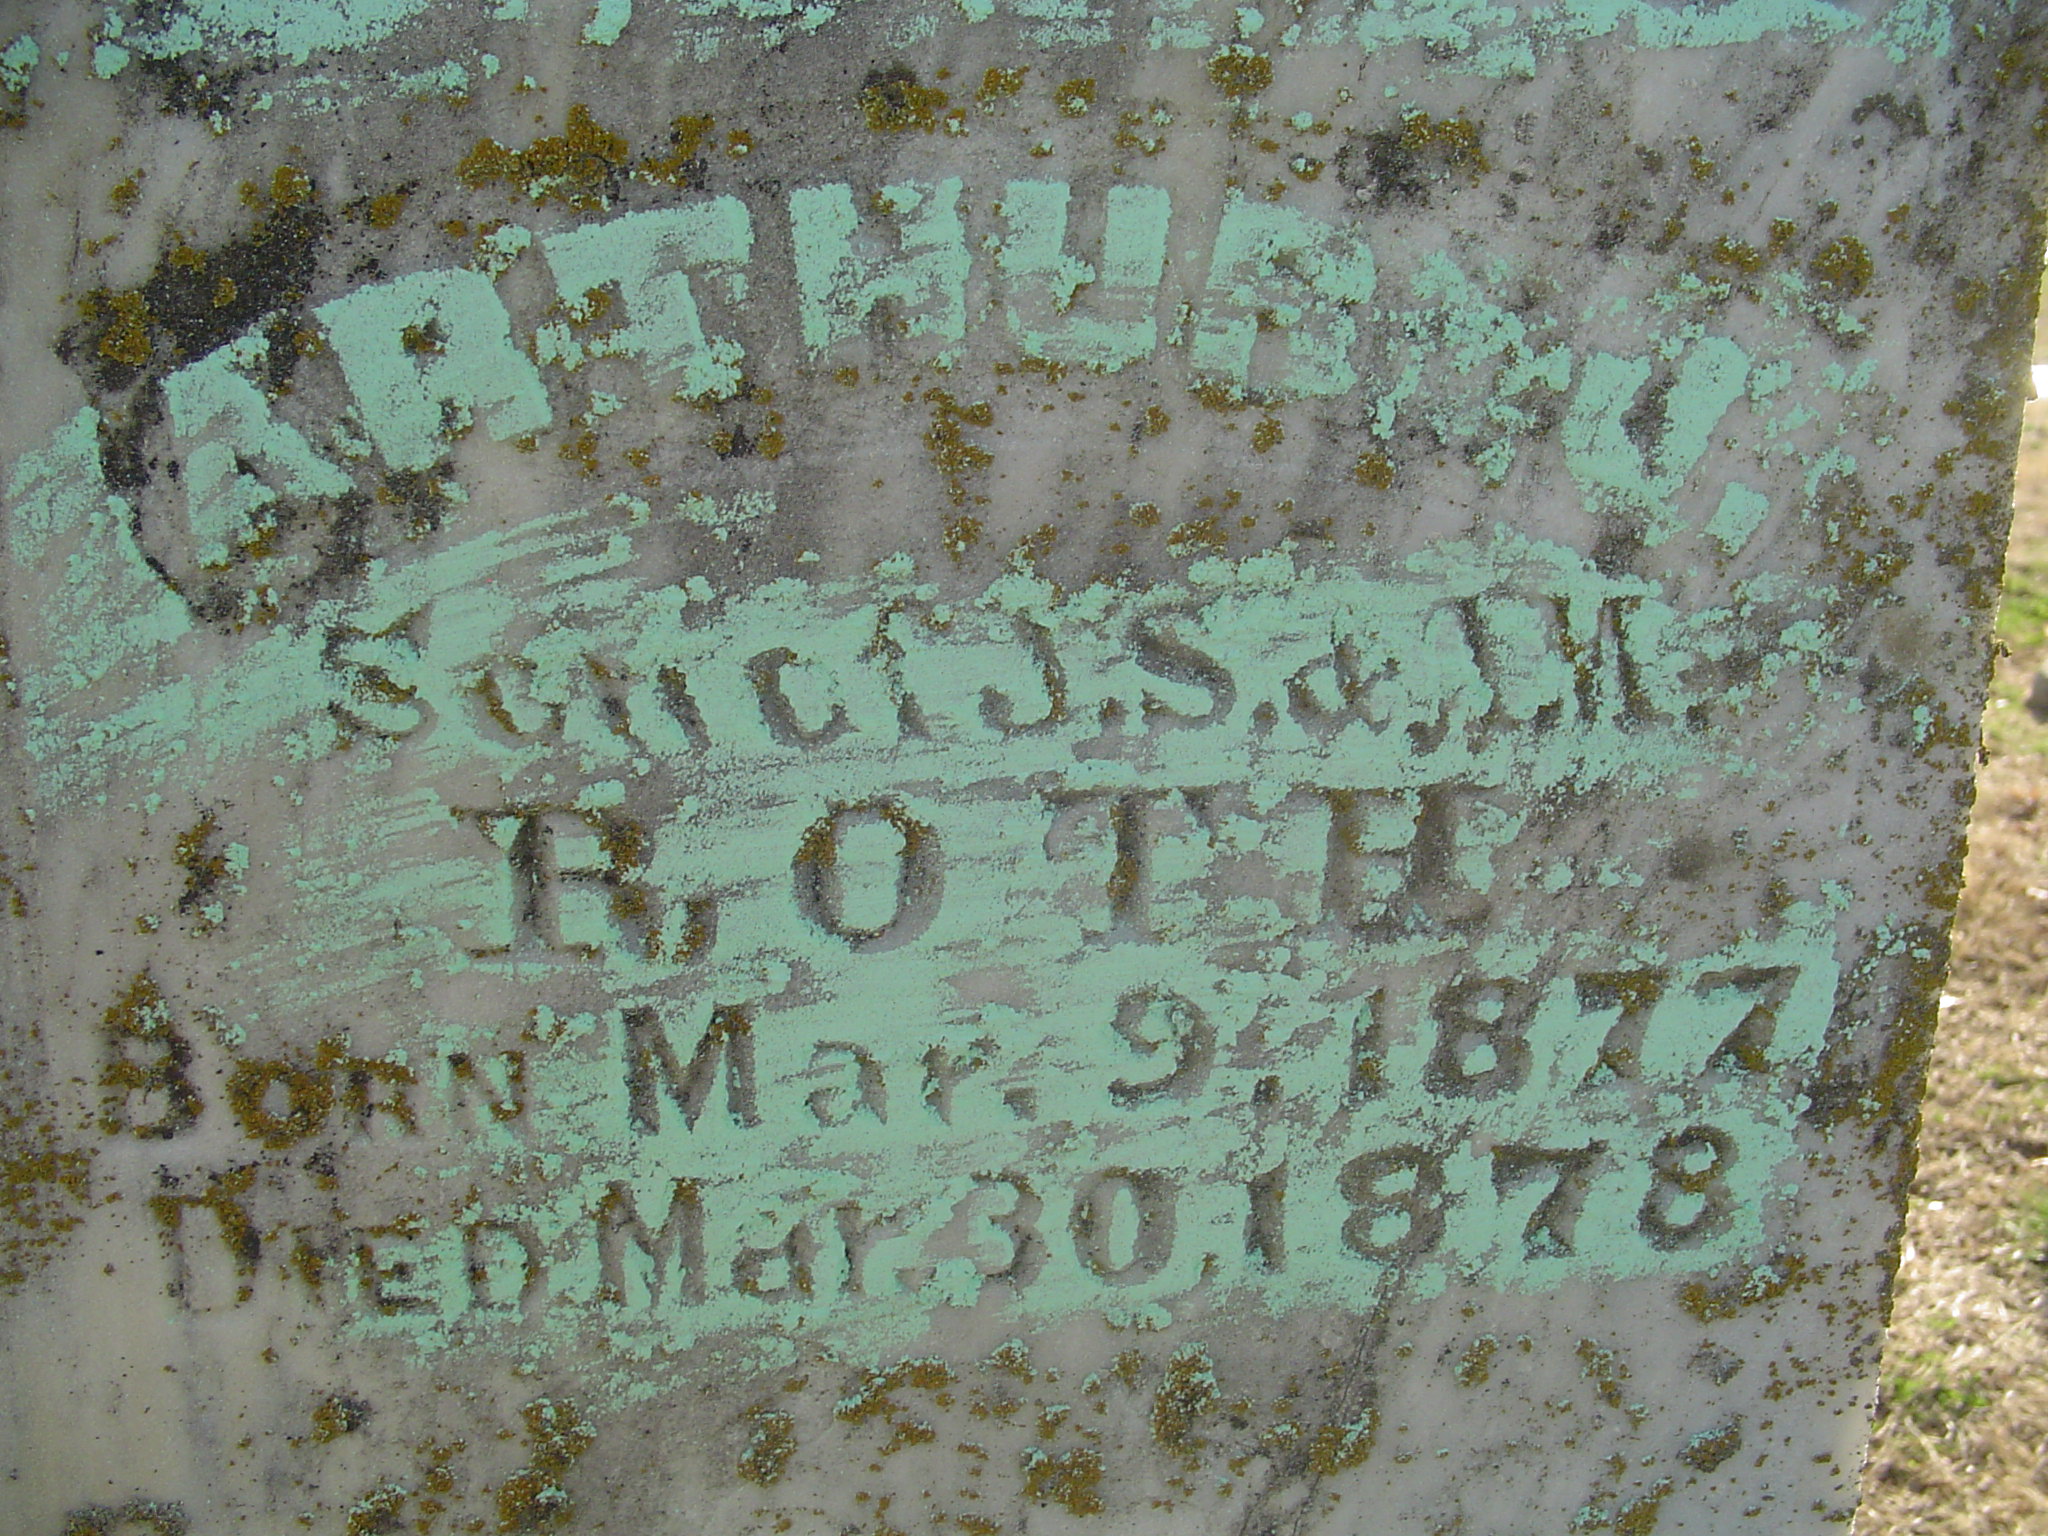 ARTHUR V.
Son of J. S. & J. M.
ROTH
BORN Mar. 9, 1877
DIED Mar. 30, 1878